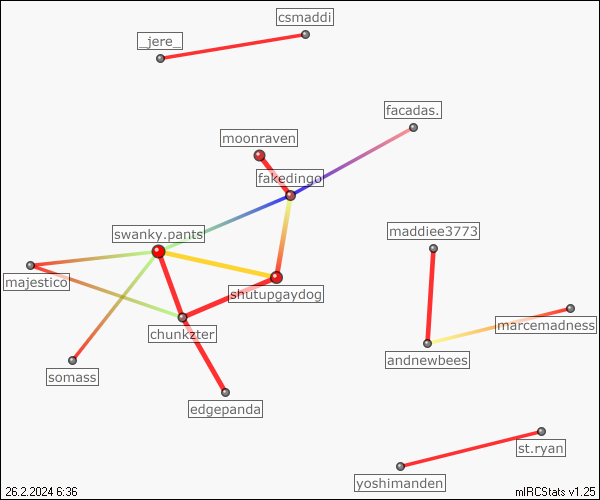 csmaddi
_jere_
facadas.
moonraven
fakedingo
swanky.pants
maddiee3773
majestico
shutupgaydog
marcemadness
chunkzter
andnewbees
somass
edgepanda
st.ryan
yoshimanden
26.2.2024 6:36
mIRCStats v1.25